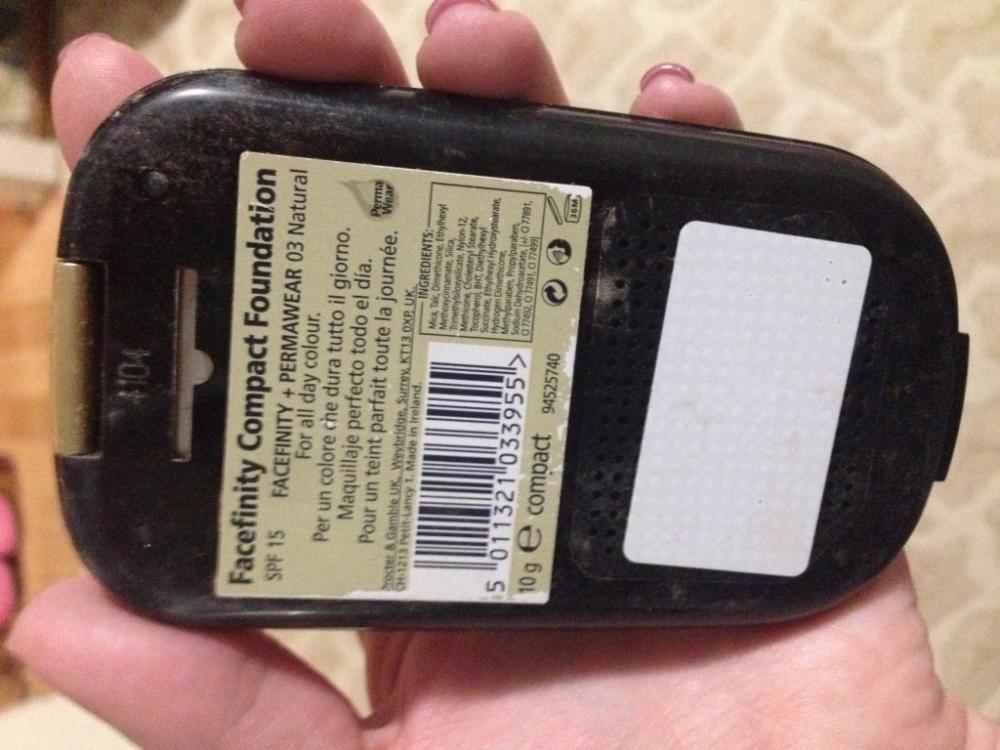 Facefinity Compact Foundation
SPF 15 FACEFINITY + PERMAWEAR 03 Natural
For all day colour.
Per un colore che dura tutto il giorno.
Maquillaje perfecto todo el dia.
Pour un teint parfait toute la journée.
Perma
Wear
Procter & Gamble UK, Weybridge, Surrey, KT13 0XP, UK.
CH-1213 Petit-Lancy 1. Made in Ireland.
INGREDIENTS:
Mica, Talc, Dimethicone, Ethylhexyl
Methoxycinnamate, Silica,
Trimethylsiloxysilicate, Nylon-12,
Methicone, Cholesteryl Stearate,
Tocopherol, BHT, Diethylhexyl
Succinate, Ethylhexyl Hydroxystearate,
Hydrogen Dimethicone,
Methylparaben, Propylparaben,
Sodium Dehydroacetate, [+/- CI 77891,
CI 77492, CI 77491, CI 77499]
5 011321 033955 >
10 g e compact 94525740
36M
4104